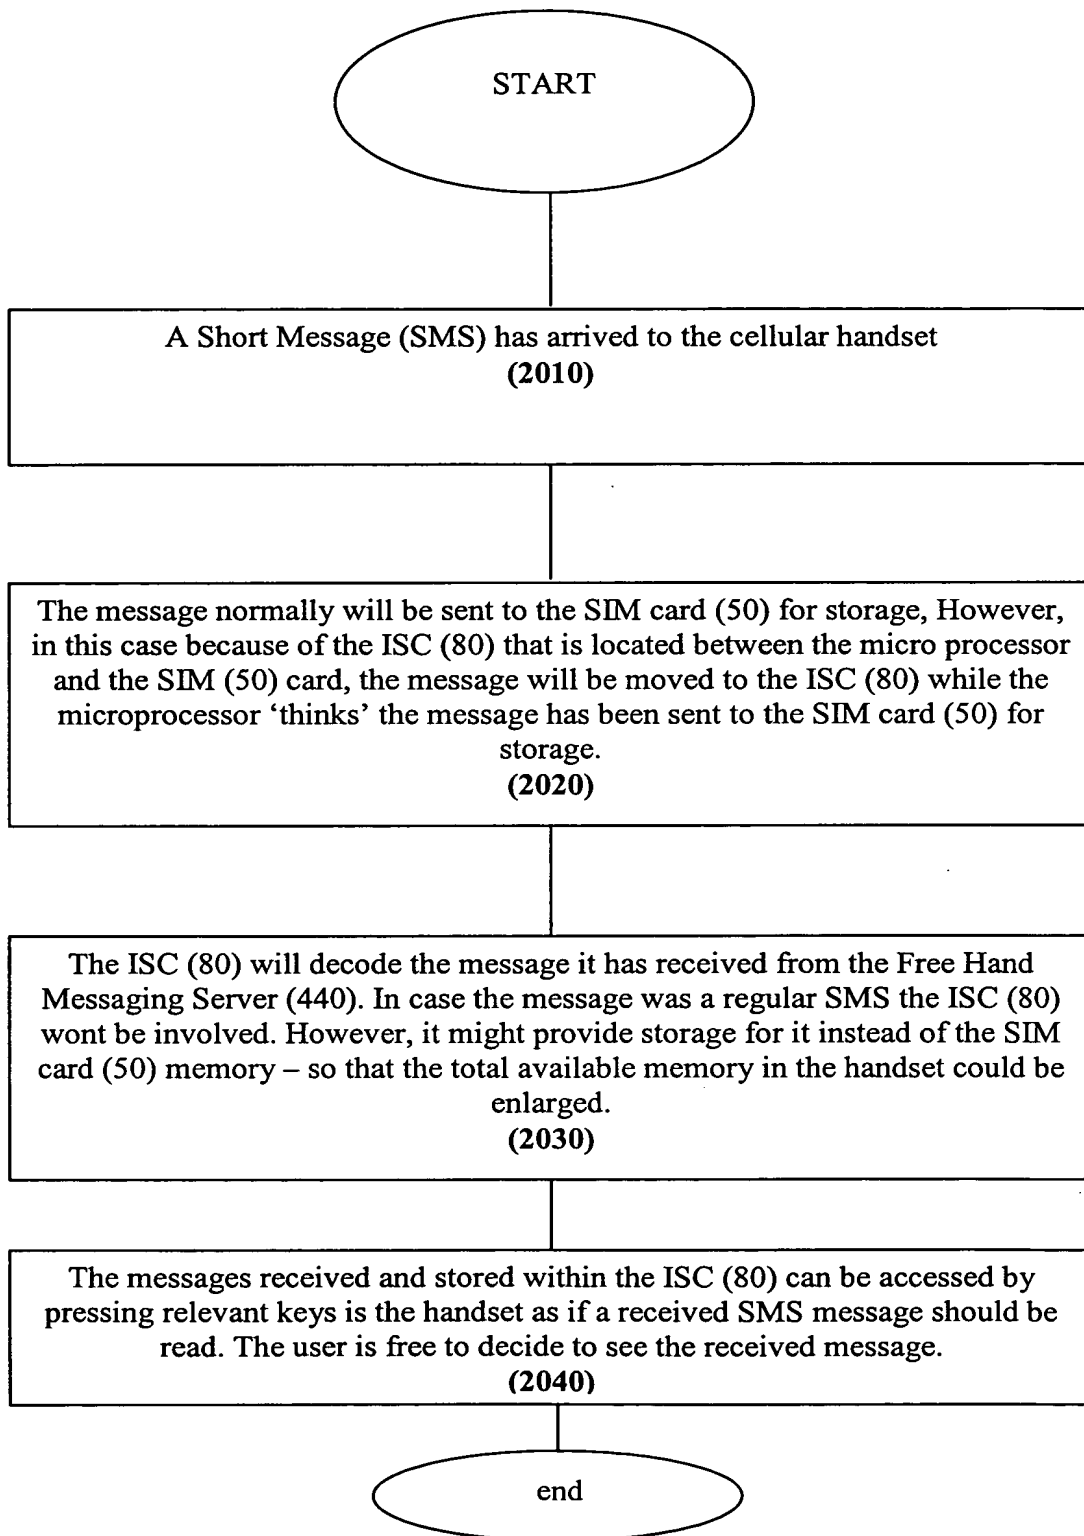 START
A Short Message (SMS) has arrived to the cellular handset
(2010)
The message normally will be sent to the SIM card (50) for storage, However,
in this case because of the ISC (80) that is located between the micro processor
and the SIM (50) card, the message will be moved to the ISC (80) while the
microprocessor ‘thinks’ the message has been sent to the SIM card (50) for
storage.
(2020)
The ISC (80) will decode the message it has received from the Free Hand
Messaging Server (440). In case the message was a regular SMS the ISC (80)
wont be involved. However, it might provide storage for it instead of the SIM
card (50) memory – so that the total available memory in the handset could be
enlarged.
(2030)
The messages received and stored within the ISC (80) can be accessed by
pressing relevant keys is the handset as if a received SMS message should be
read. The user is free to decide to see the received message.
(2040)
end